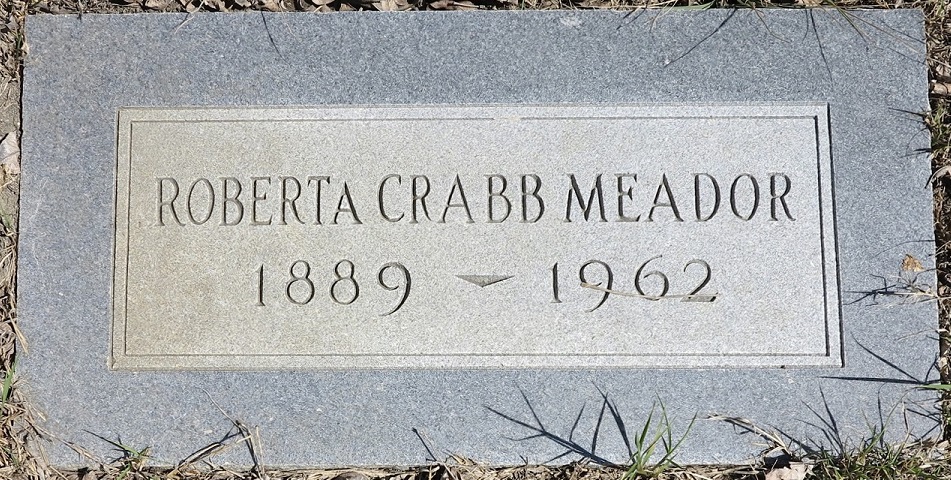 ROBERTA CRABB MEADOR
1889 - 1962